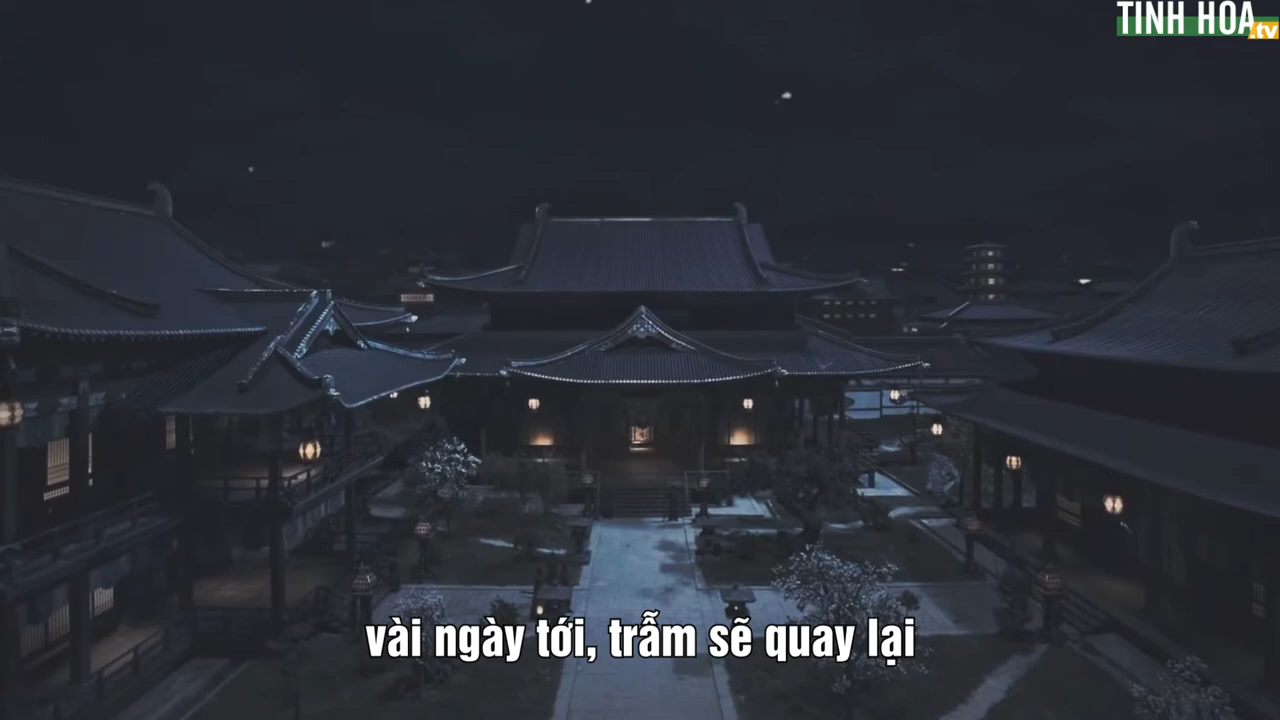 TINH HOA
.tv
vài ngày tới, trẫm sẽ quay lại